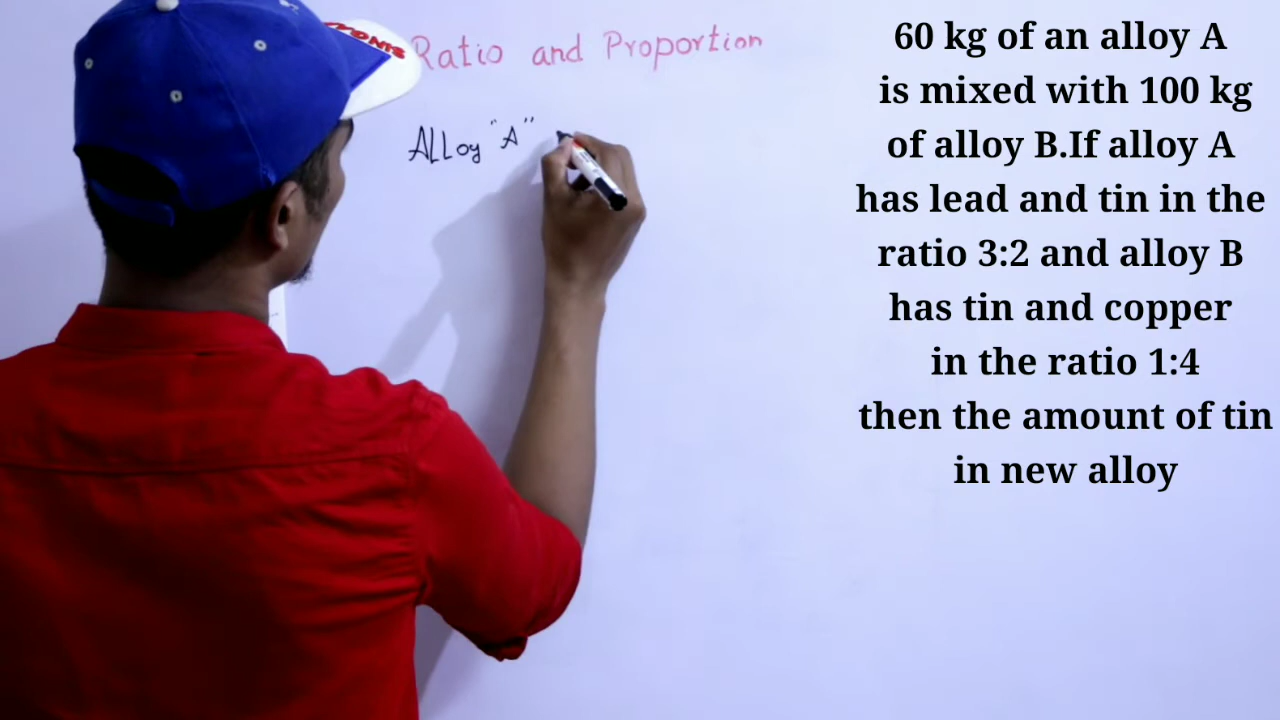 Ratio and Proportion
ALLoy "A"
60 kg of an alloy A
is mixed with 100 kg
of alloy B.If alloy A
has lead and tin in the
ratio 3:2 and alloy B
has tin and copper
in the ratio 1:4
then the amount of tin
in new alloy